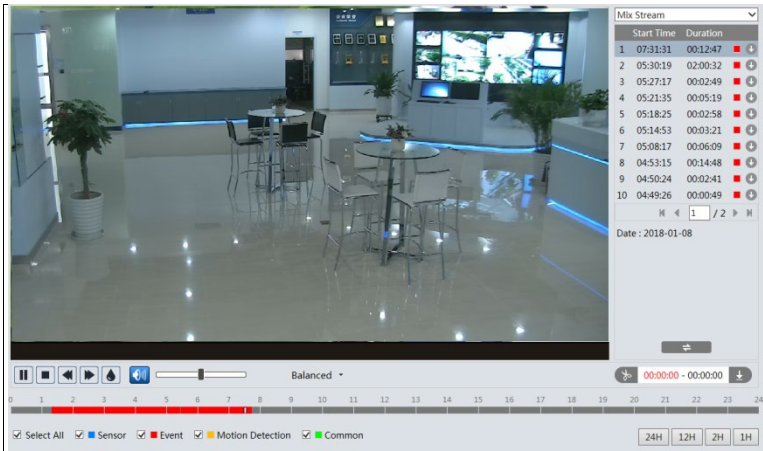 Mix Stream
Start Time Duration
1 07:31:31 00:12:47
2 05:30:19 02:00:32
3 05:27:17 00:02:49
4 05:21:35 00:05:19
5 05:18:25 00:02:58
6 05:14:53 00:03:21
7 05:08:17 00:06:09
8 04:53:15 00:14:48
9 04:50:24 00:02:41
10 04:49:26 00:00:49
1 / 2
Date : 2018-01-08
Balanced
00:00:00 - 00:00:00
0 1 2 3 4 5 6 7 8 9 10 11 12 13 14 15 16 17 18 19 20 21 22 23 24
Select All Sensor Event Motion Detection Common
24H 12H 2H 1H